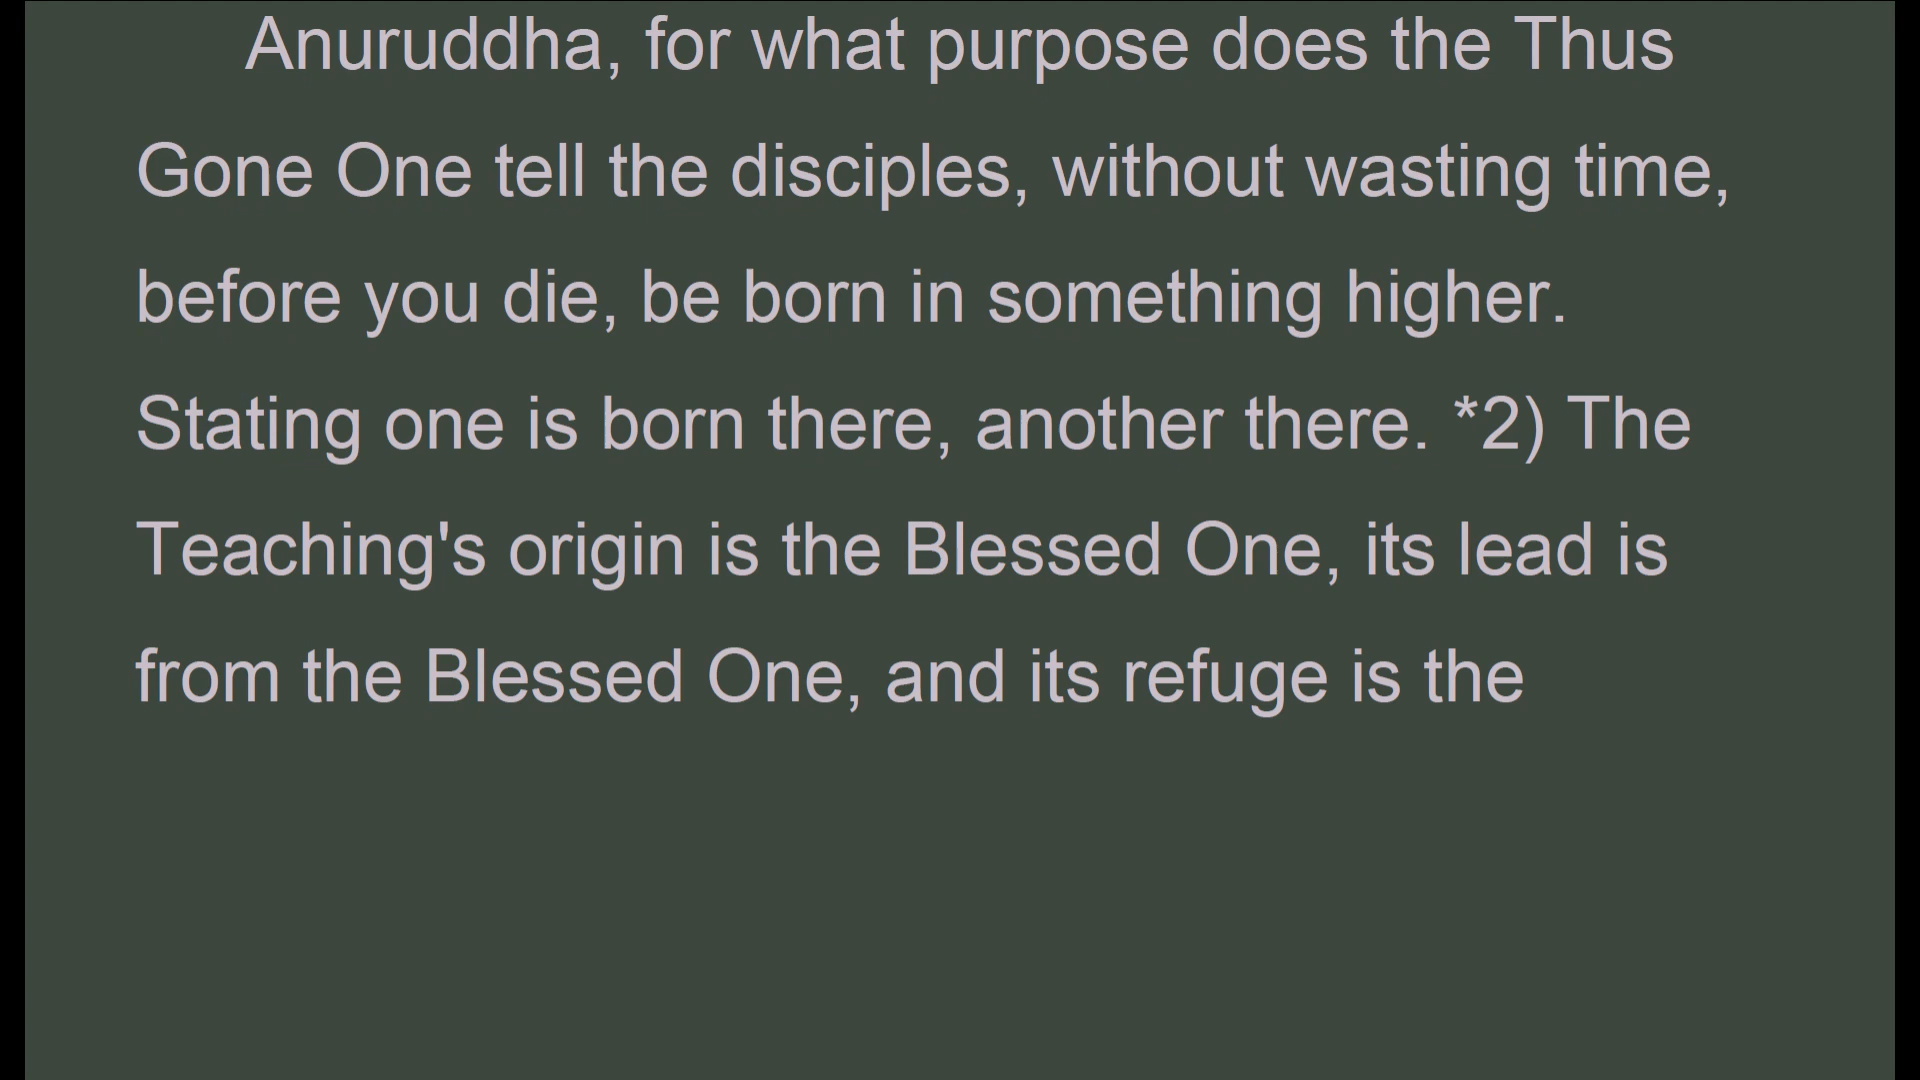 Anuruddha, for what purpose does the Thus
Gone One tell the disciples, without wasting time,
before you die, be born in something higher.
Stating one is born there, another there. *2) The
Teaching's origin is the Blessed One, its lead is
from the Blessed One, and its refuge is the